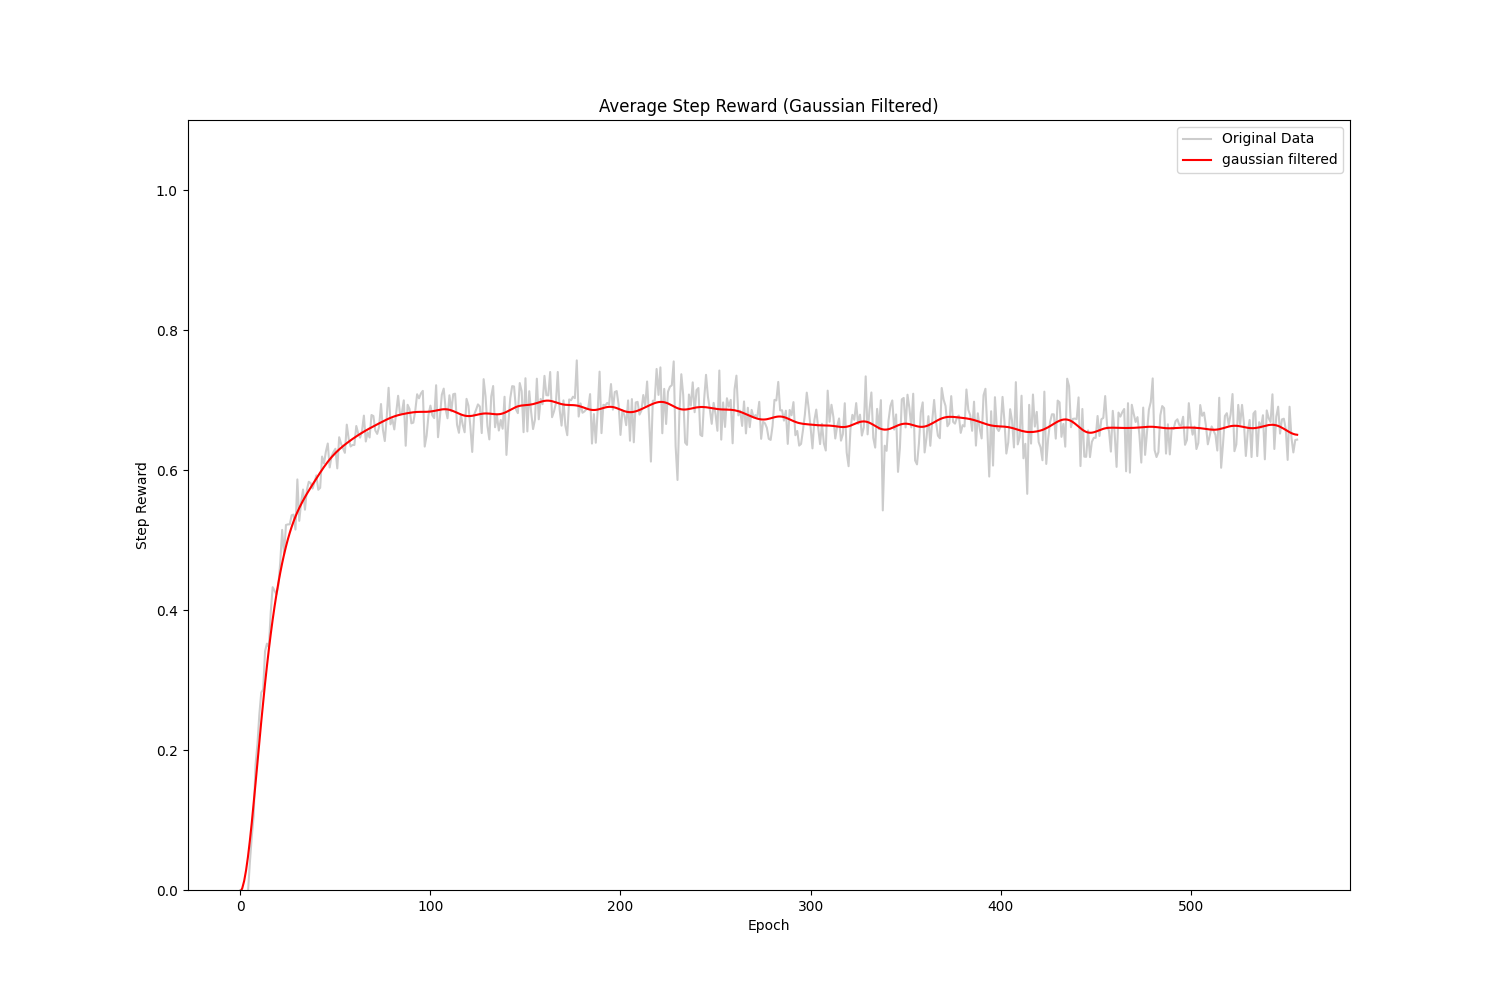 Average Step Reward (Gaussian Filtered)
Original Data
gaussian filtered
1.0
0.8
0.6
0.4
0.2
0.0
Step Reward
0 100 200 300 400 500
Epoch